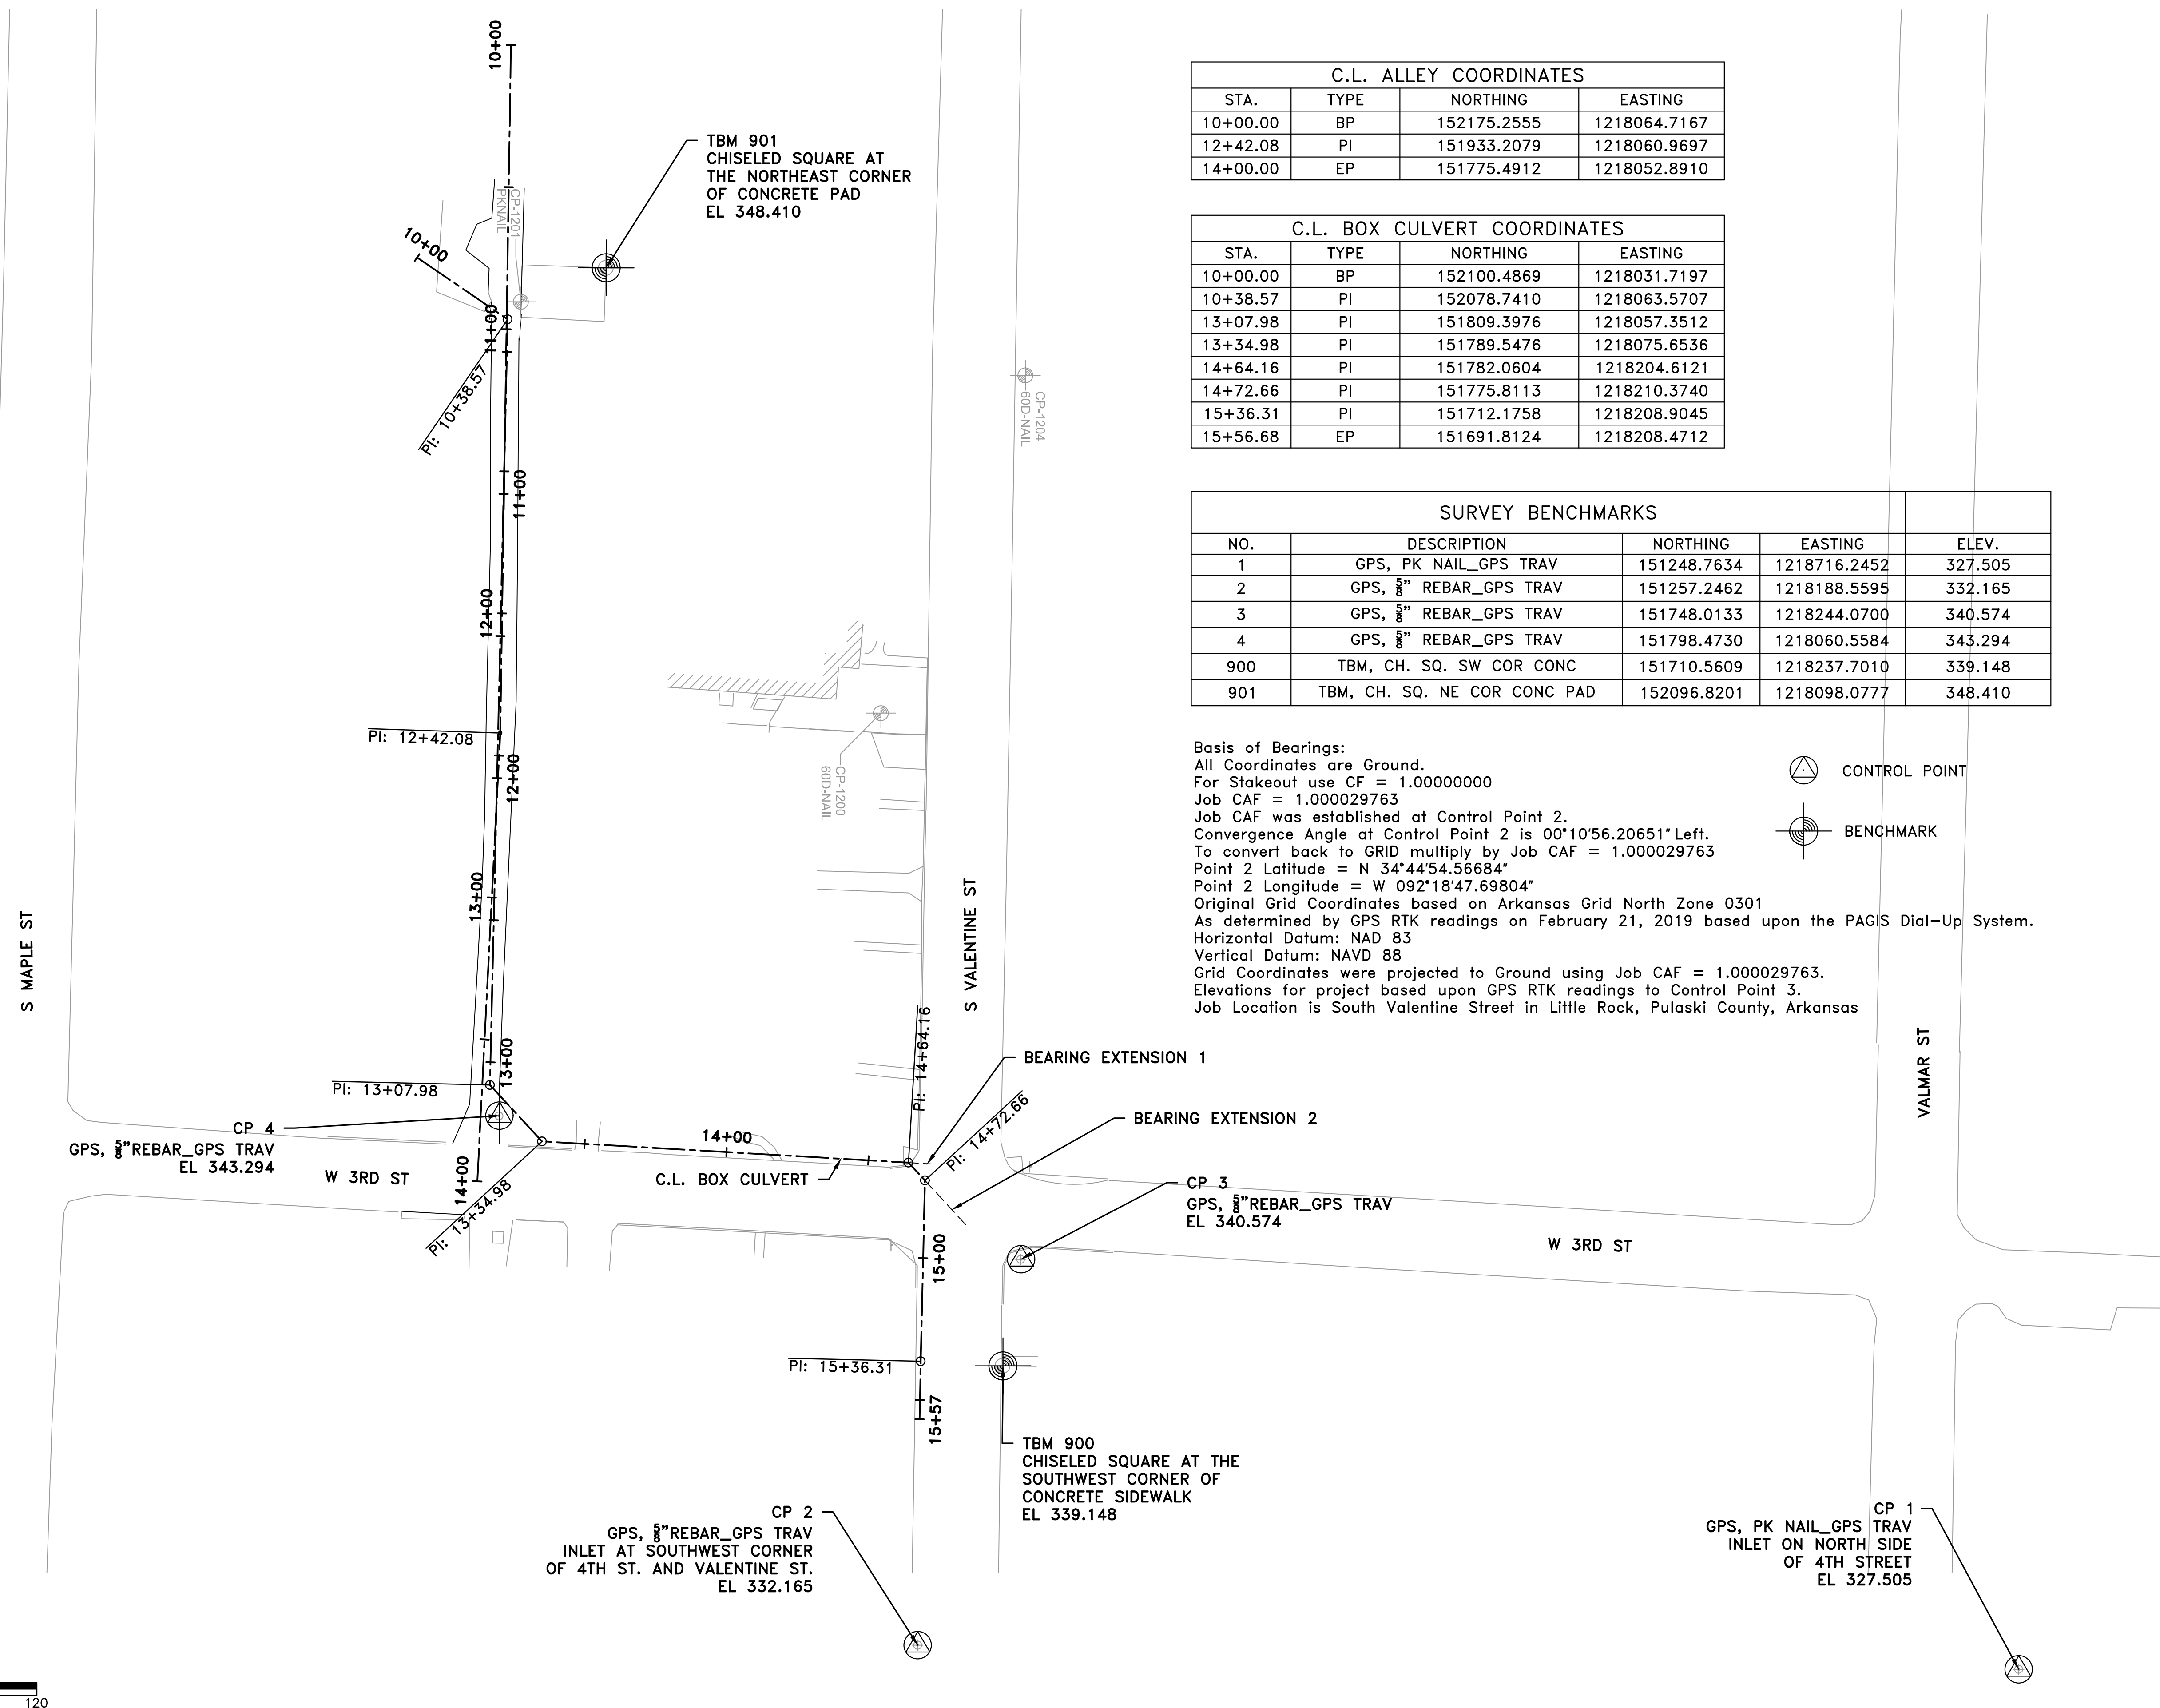 10+00
TBM 901
CHISELED SQUARE AT
THE NORTHEAST CORNER
OF CONCRETE PAD
EL 348.410
CP-1201
PKNAIL
10+00
11+00
PI: 10+38.57
11+00
12+00
PI: 12+42.08
12+00
13+00
13+00
PI: 13+07.98
CP 4
GPS, 5/8"REBAR_GPS TRAV
EL 343.294
W 3RD ST
14+00
PI: 13+34.98
S MAPLE ST
CP-1204
60D-NAIL
CP-1200
60D-NAIL
S VALENTINE ST
PI: 14+64.16
BEARING EXTENSION 1
PI: 14+72.66
BEARING EXTENSION 2
14+00
C.L. BOX CULVERT
CP 3
GPS, 5/8"REBAR_GPS TRAV
EL 340.574
W 3RD ST
15+00
PI: 15+36.31
15+57
TBM 900
CHISELED SQUARE AT THE
SOUTHWEST CORNER OF
CONCRETE SIDEWALK
EL 339.148
CP 2
GPS, 5/8"REBAR_GPS TRAV
INLET AT SOUTHWEST CORNER
OF 4TH ST. AND VALENTINE ST.
EL 332.165
CP 1
GPS, PK NAIL_GPS TRAV
INLET ON NORTH SIDE
OF 4TH STREET
EL 327.505
VALMAR ST
120
C.L. ALLEY COORDINATES
STA. TYPE NORTHING EASTING
10+00.00 BP 152175.2555 1218064.7167
12+42.08 PI 151933.2079 1218060.9697
14+00.00 EP 151775.4912 1218052.8910
C.L. BOX CULVERT COORDINATES
STA. TYPE NORTHING EASTING
10+00.00 BP 152100.4869 1218031.7197
10+38.57 PI 152078.7410 1218063.5707
13+07.98 PI 151809.3976 1218057.3512
13+34.98 PI 151789.5476 1218075.6536
14+64.16 PI 151782.0604 1218204.6121
14+72.66 PI 151775.8113 1218210.3740
15+36.31 PI 151712.1758 1218208.9045
15+56.68 EP 151691.8124 1218208.4712
SURVEY BENCHMARKS
NO. DESCRIPTION NORTHING EASTING ELEV.
1 GPS, PK NAIL_GPS TRAV 151248.7634 1218716.2452 327.505
2 GPS, 5/8" REBAR_GPS TRAV 151257.2462 1218188.5595 332.165
3 GPS, 5/8" REBAR_GPS TRAV 151748.0133 1218244.0700 340.574
4 GPS, 5/8" REBAR_GPS TRAV 151798.4730 1218060.5584 343.294
900 TBM, CH. SQ. SW COR CONC 151710.5609 1218237.7010 339.148
901 TBM, CH. SQ. NE COR CONC PAD 152096.8201 1218098.0777 348.410
Basis of Bearings:
All Coordinates are Ground.
For Stakeout use CF = 1.00000000
Job CAF = 1.000029763
Job CAF was established at Control Point 2.
Convergence Angle at Control Point 2 is 00°10'56.20651" Left.
To convert back to GRID multiply by Job CAF = 1.000029763
Point 2 Latitude = N 34°44'54.56684"
Point 2 Longitude = W 092°18'47.69804"
Original Grid Coordinates based on Arkansas Grid North Zone 0301
As determined by GPS RTK readings on February 21, 2019 based upon the PAGIS Dial-Up System.
Horizontal Datum: NAD 83
Vertical Datum: NAVD 88
Grid Coordinates were projected to Ground using Job CAF = 1.000029763.
Elevations for project based upon GPS RTK readings to Control Point 3.
Job Location is South Valentine Street in Little Rock, Pulaski County, Arkansas
CONTROL POINT
BENCHMARK